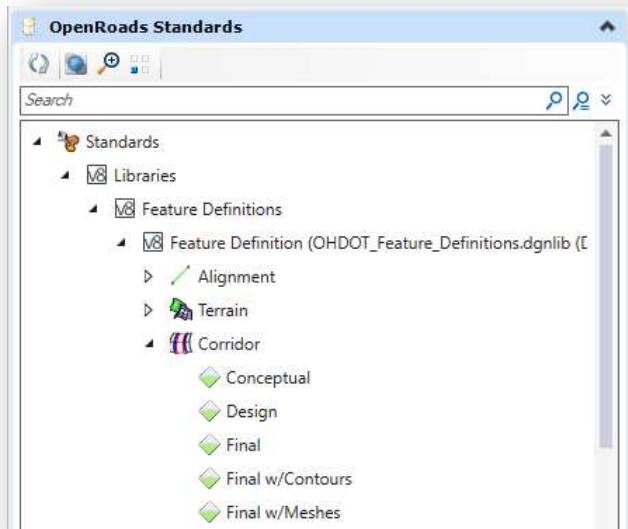 OpenRoads Standards
Search
Standards
V8 Libraries
V8 Feature Definitions
V8 Feature Definition (OHDOT_Feature_Definitions.dgnlib (D
Alignment
Terrain
Corridor
Conceptual
Design
Final
Final w/Contours
Final w/Meshes